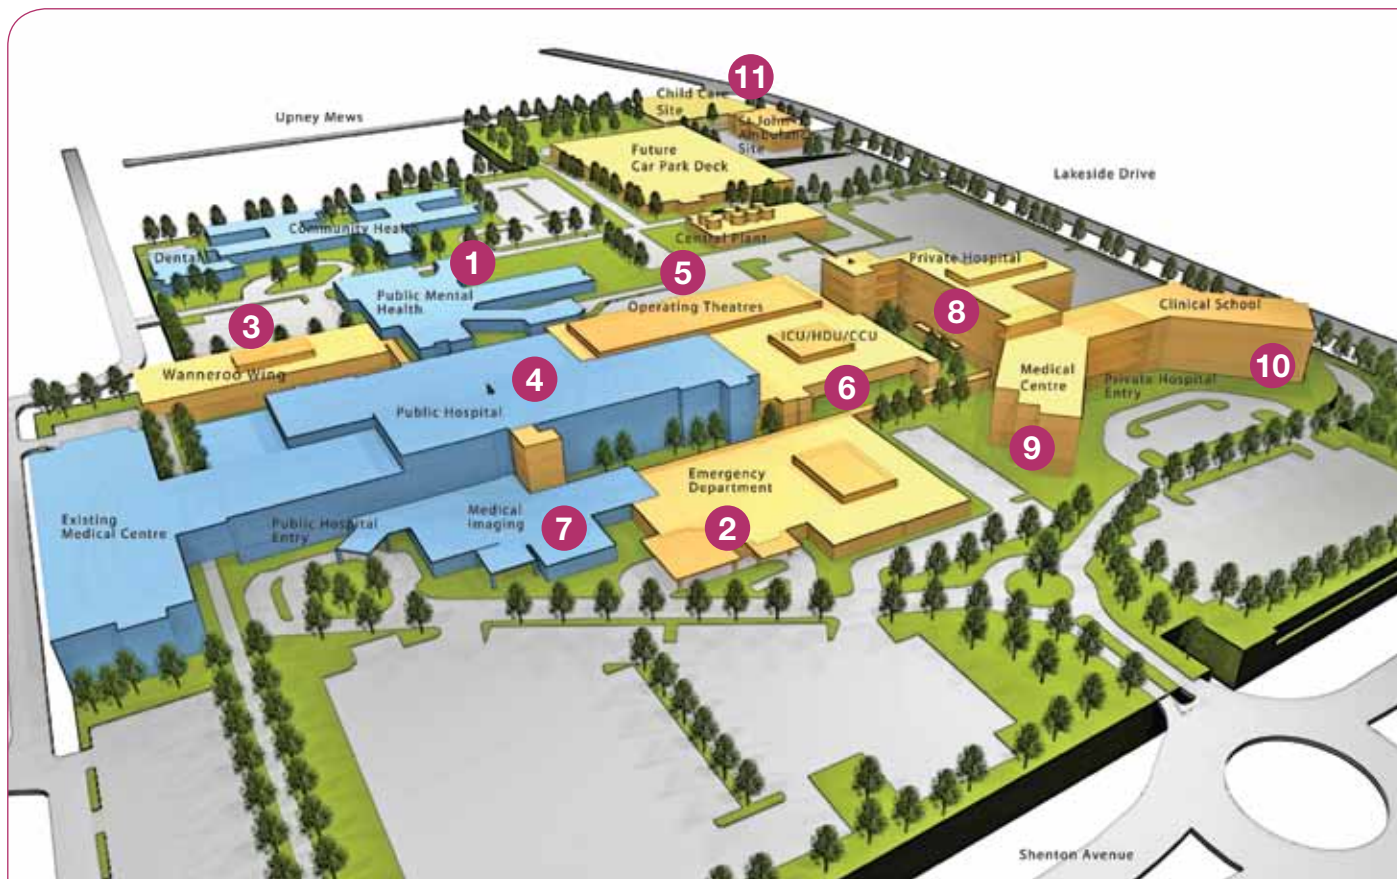 11
Child Care
Site
St John
Ambulance
Site
Upney Mews
Future
Car Park Deck
Lakeside Drive
Community Health
Dental
Central Plant
1
5
Private Hospital
Public Mental
Health
Operating Theatres
8
Clinical School
3
ICU/HDU/CCU
Wanneroo Wing
4
6
Medical
Centre
Private Hospital
Entry
10
Public Hospital
9
Emergency
Department
Existing
Medical Centre
Public Hospital
Entry
Medical
Imaging
7
2
Shenton Avenue